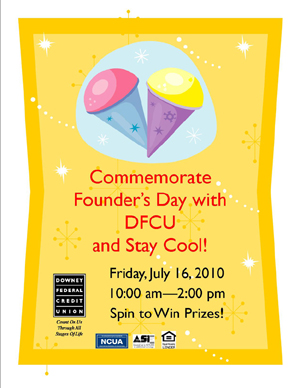 Commemorate
Founder's Day with
DFCU
and Stay Cool!
Friday, July 16, 2010
10:00 am—2:00 pm
Spin to Win Prizes!
DOWNEY
FEDERAL
CREDIT
UNION
Count On Us
Through All
Stages Of Life
NCUA
ASI